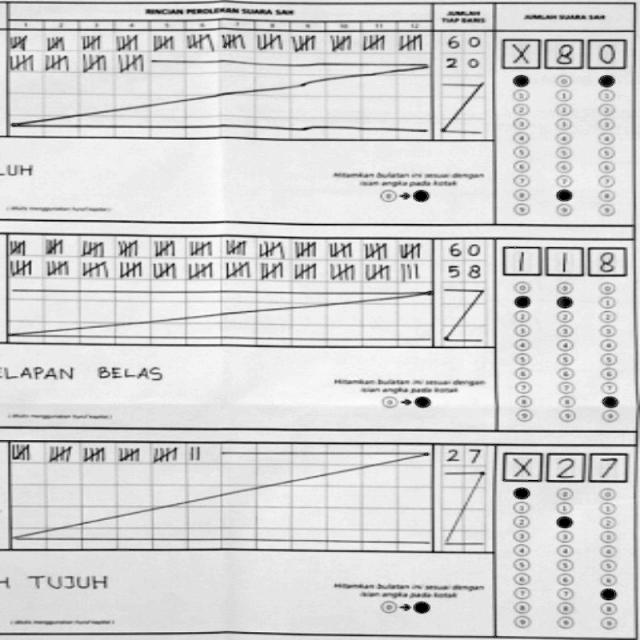 RINCIAN PEROLEHAN SUARA SAH
JUMLAH TIAP BARIS
JUMLAH SUARA SAH
1 2 3 4 5 6 7 8 9 10 11 12
60
20
X 8 0
LUH
Hitamkan bulatan ini sesuai dengan
isian angka pada kotak
(ditulis menggunakan huruf kapital)
60
58
1 1 8
ELAPAN BELAS
Hitamkan bulatan ini sesuai dengan
isian angka pada kotak
(ditulis menggunakan huruf kapital)
27
X 2 7
H TUJUH
Hitamkan bulatan ini sesuai dengan
isian angka pada kotak
(ditulis menggunakan huruf kapital)